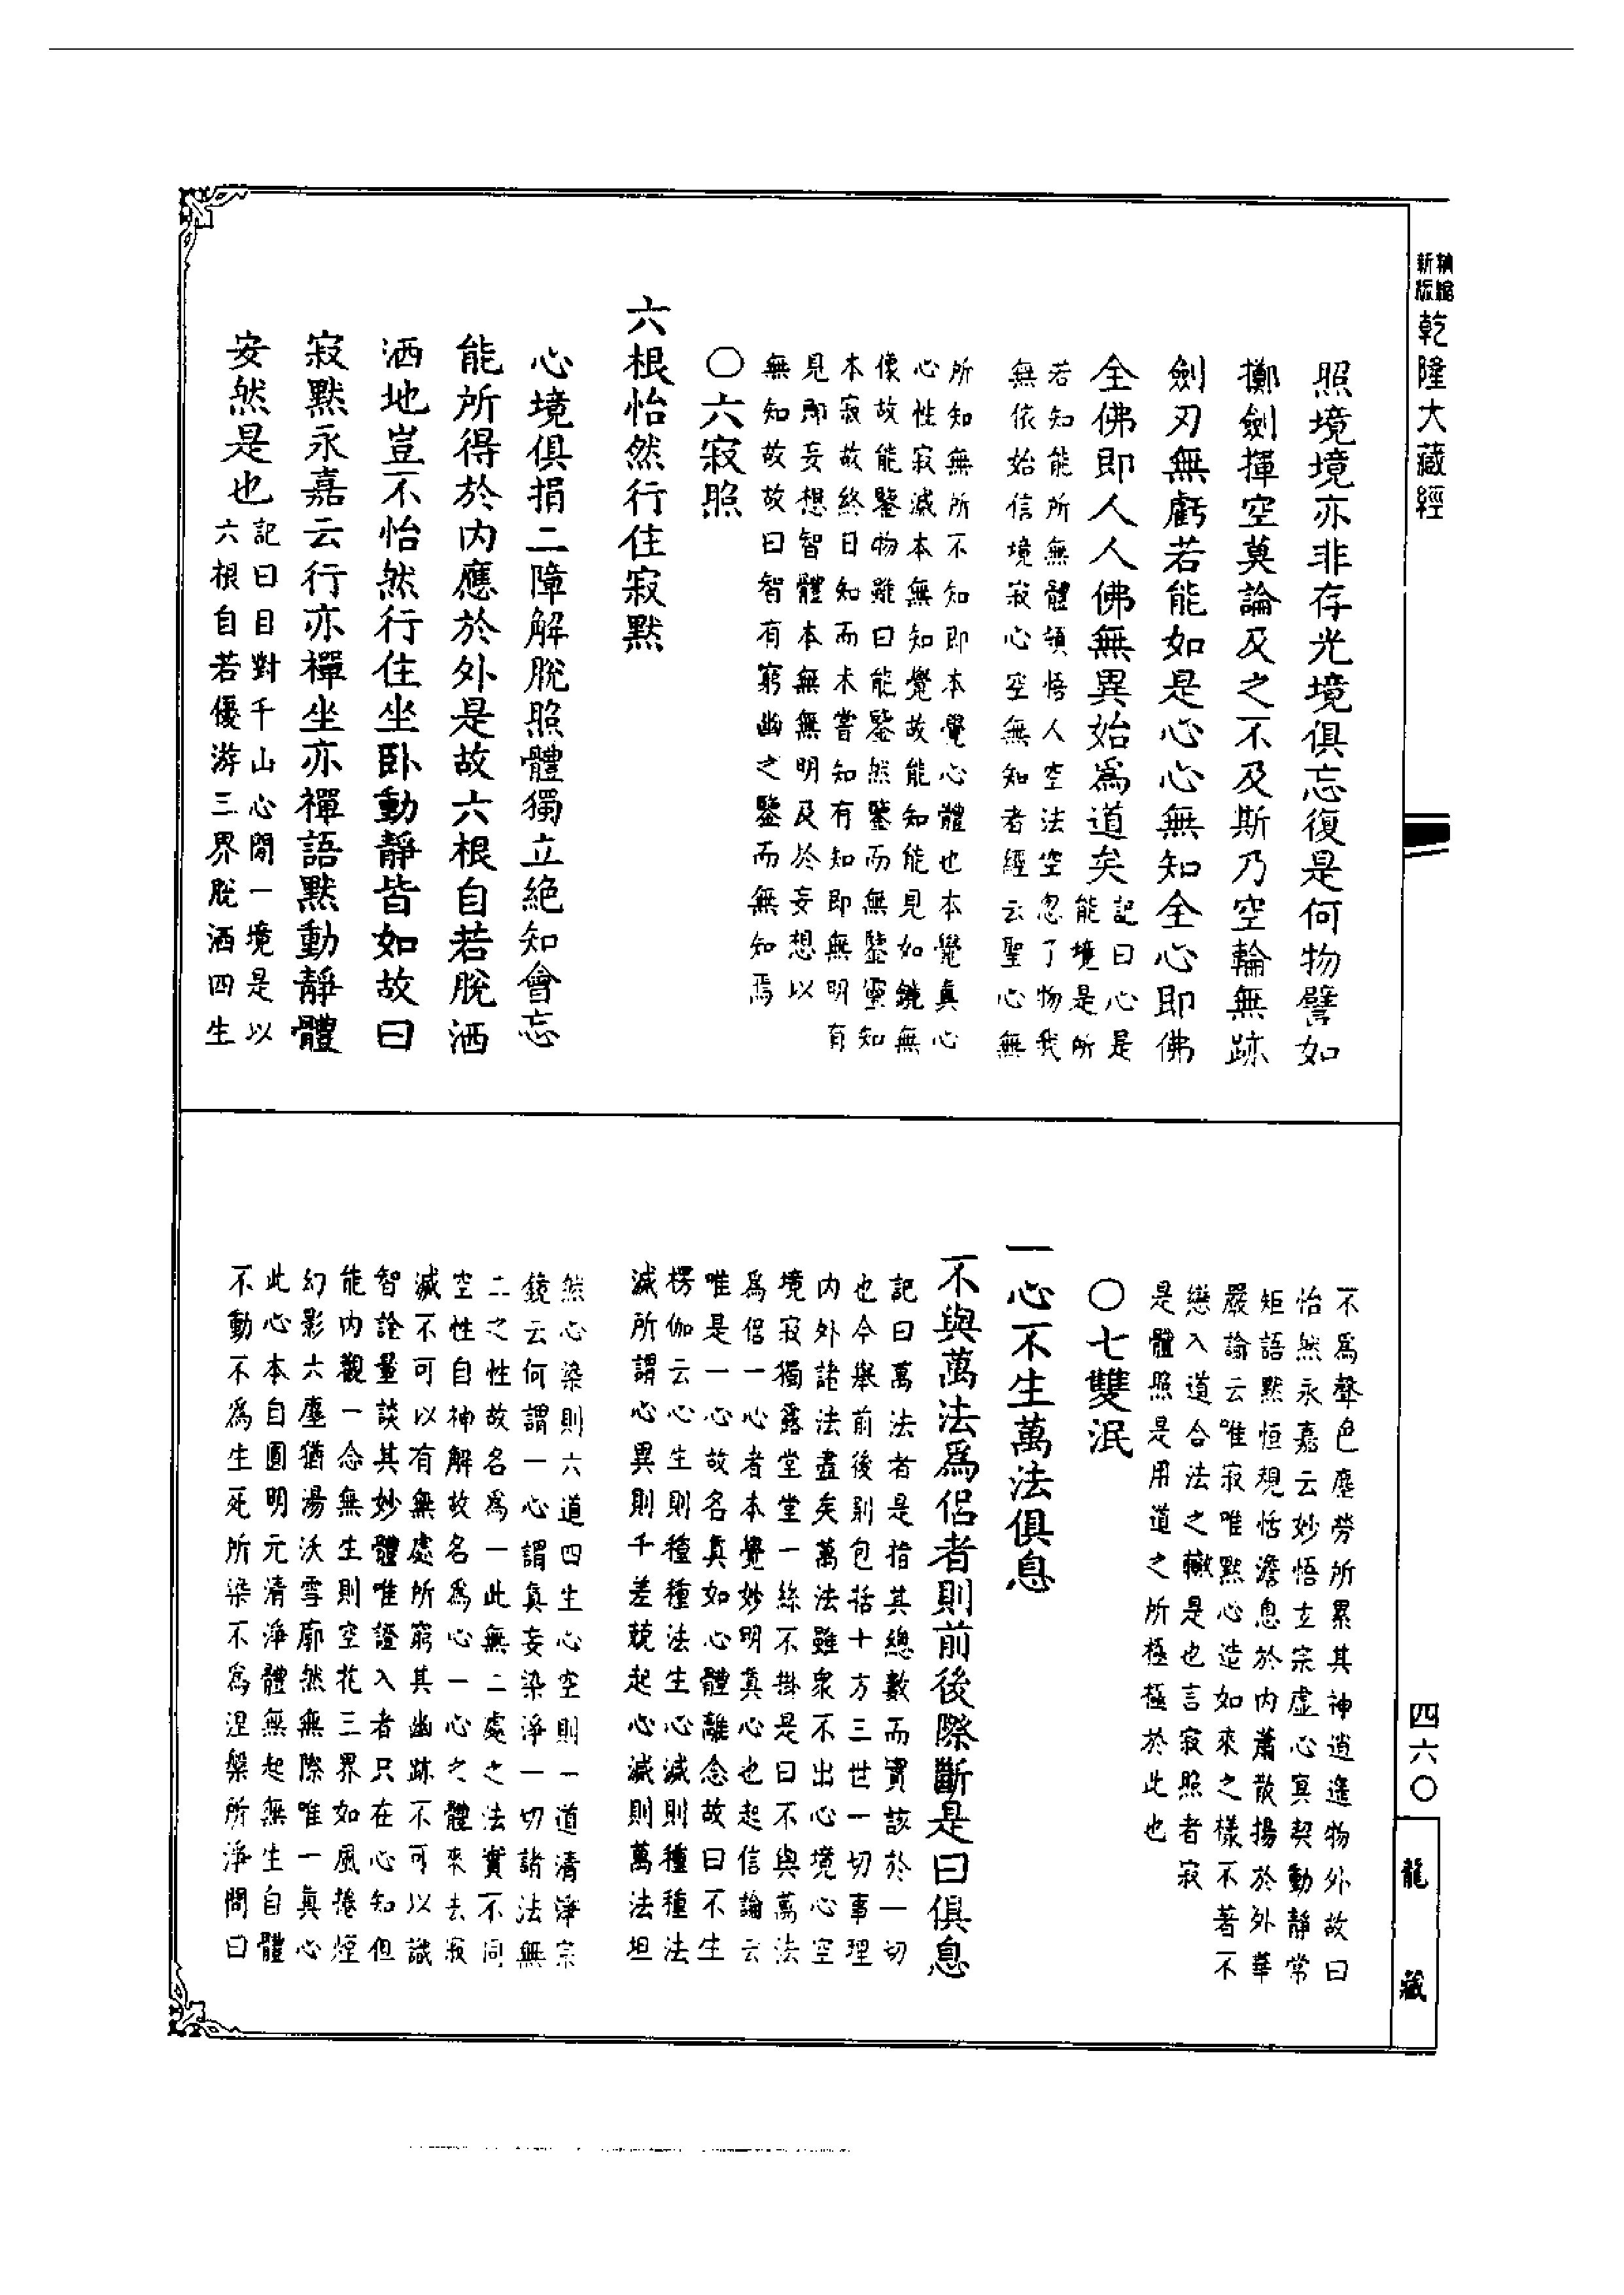 新編
縮版
乾隆大藏經
照境境亦非存光境俱忘復是何物譬如
擲劍揮空莫論及之不及斯乃空輪無跡
劍刃無虧若能如是心心無知全心即佛
全佛即人人佛無異始為道矣
記曰心是
能境是所
若知能所無體頓悟人空法空忽了物我
無依始信境寂心空無知者經云聖心無
所知無所不知即本覺心體也本覺真心
心性寂滅本無知覺故能知能見如鏡無
像故能鑒物雖曰能鑒然鑒而無鑒靈知
本寂故終日知而未嘗知有知即無明有
見即妄想智體本無無明及於妄想以
無知故故曰智有窮幽之鑒而無知焉
○六寂照
六根怡然行住寂默
心境俱捐二障解脫照體獨立絕知會忘
能所得於內應於外是故六根自若脫洒
洒地豈不怡然行住坐臥動靜皆如故曰
寂默永嘉云行亦禪坐亦禪語默動靜體
安然是也
記曰目對千山心閒一境是以
六根自若優游三界脫洒四生
不為聲色塵勞所累其神逍遙物外故曰
怡然永嘉云妙悟玄宗虛心冥契動靜常
矩語默恒規恬澹息於內蕭散揚於外華
嚴論云唯寂唯默心造如來之樣不著不
戀入道合法之轍是也言寂照者寂
是體照是用道之所極極於此也
○七雙泯
一心不生萬法俱息
不與萬法為侶者則前後際斷是曰俱息
記曰萬法者是指其總數而實該於一切
也今舉前後則包括十方三世一切事理
內外諸法盡矣萬法雖眾不出心境心空
境寂獨露堂堂一絲不掛是曰不與萬法
為侶一心者本覺妙明真心也起信論云
唯是一心故名真如心體離念故曰不生
楞伽云心生則種種法生心滅則種種法
滅所謂心異則千差競起心滅則萬法坦
然心染則六道四生心空則一道清淨宗
鏡云何謂一心謂真妄染淨一切諸法無
二之性故名為一此無二處之法實不同
空性自神解故名為心一心之體來去寂
滅不可以有無處所窮其幽跡不可以識
智詮量談其妙體唯證入者只在心知但
能內觀一念無生則空花三界如風捲煙
幻影六塵猶湯沃雪廓然無際唯一真心
此心本自圓明元清淨體無起無生自體
不動不為生死所染不為涅槃所淨問曰
四六〇
龍藏